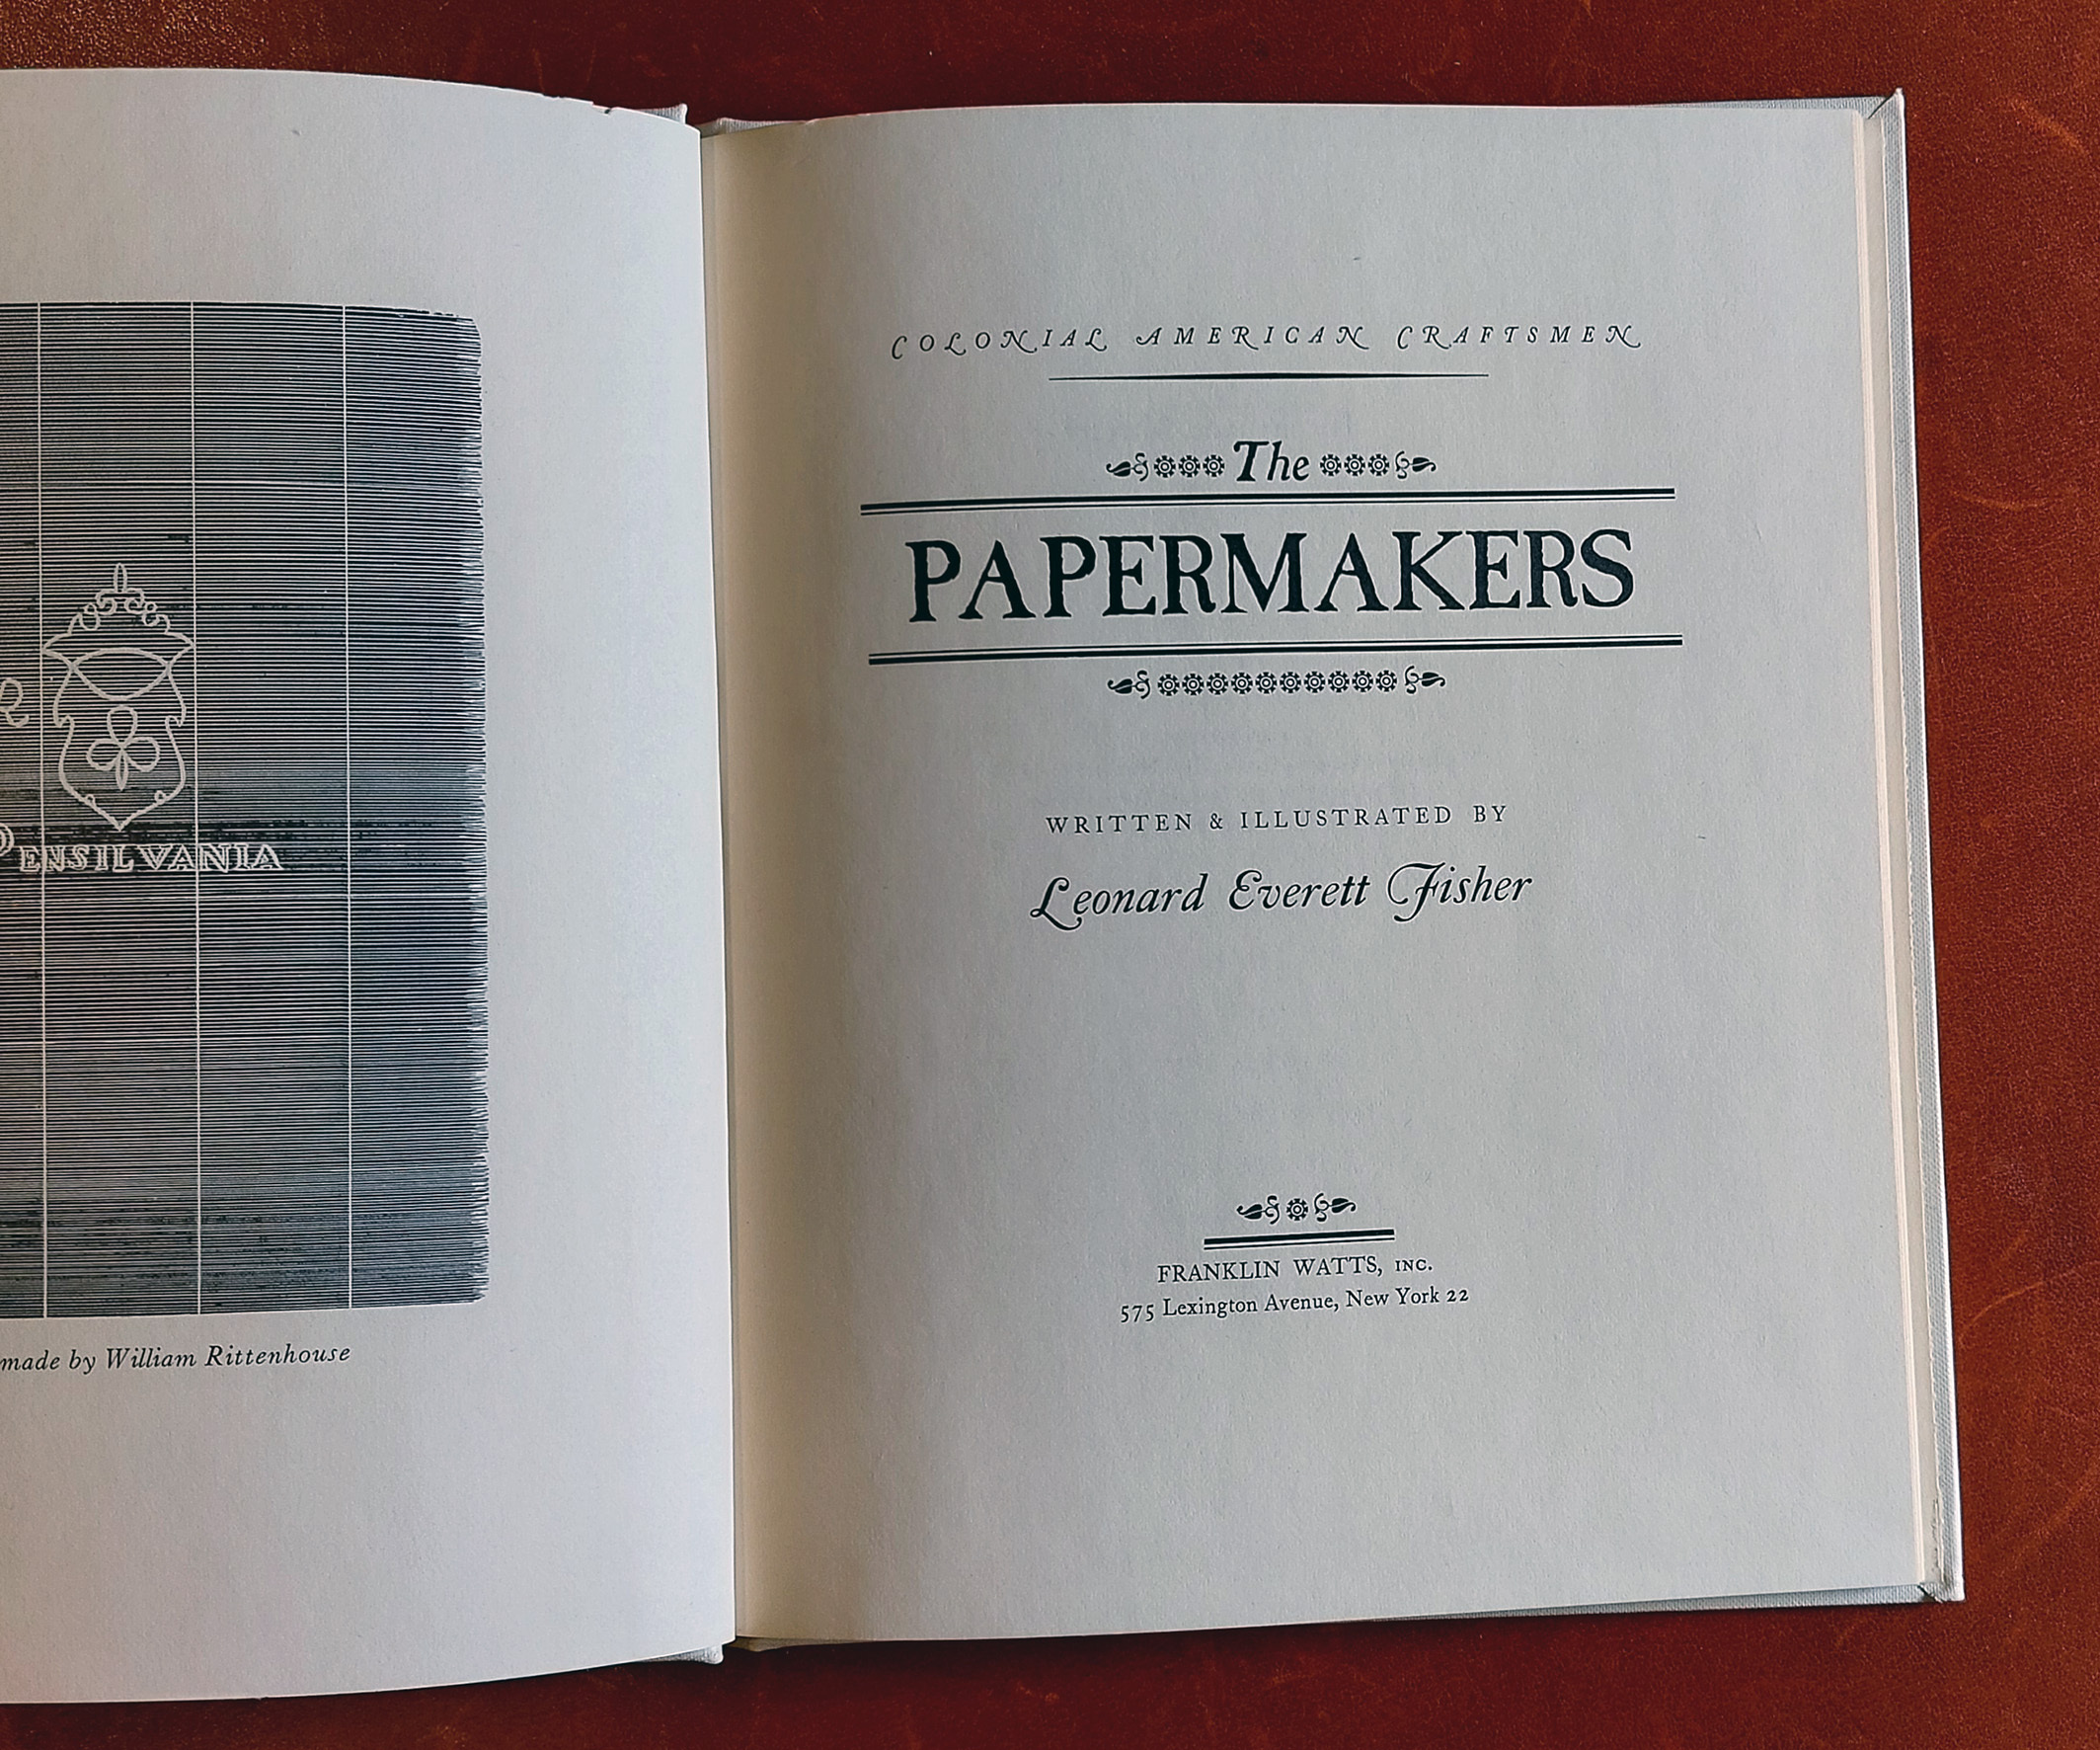 R
PENSILVANIA
made by William Rittenhouse
COLONIAL AMERICAN CRAFTSMEN
The
PAPERMAKERS
WRITTEN & ILLUSTRATED BY
Leonard Everett Fisher
FRANKLIN WATTS, INC.
575 Lexington Avenue, New York 22